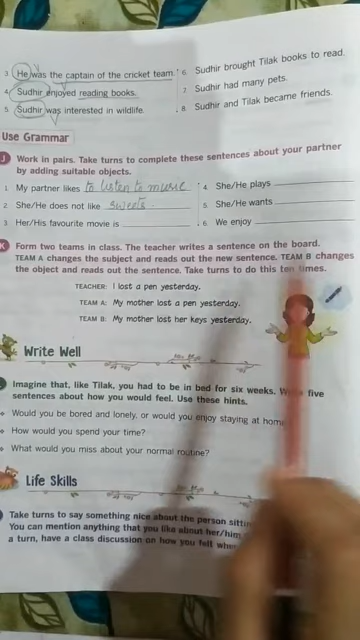 3. He was the captain of the cricket team.
4. Sudhir enjoyed reading books.
5. Sudhir was interested in wildlife.
6. Sudhir brought Tilak books to read.
7. Sudhir had many pets.
8. Sudhir and Tilak became friends.
Use Grammar
J Work in pairs. Take turns to complete these sentences about your partner
by adding suitable objects.
1. My partner likes to listen to music
2. She/He does not like sweets.
3. Her/His favourite movie is
4. She/He plays
5. She/He wants
6. We enjoy
K Form two teams in class. The teacher writes a sentence on the board.
TEAM A changes the subject and reads out the new sentence. TEAM B changes
the object and reads out the sentence. Take turns to do this ten times.
TEACHER: I lost a pen yesterday.
TEAM A: My mother lost a pen yesterday.
TEAM B: My mother lost her keys yesterday.
Write Well
Imagine that, like Tilak, you had to be in bed for six weeks. five
sentences about how you would feel. Use these hints.
Would you be bored and lonely, or would you enjoy staying at
How would you spend your time?
What would you miss about your normal routine?
Life Skills
Take turns to say something nice about the person
You can mention anything that you like about her/him
a turn, have a class discussion on how you felt